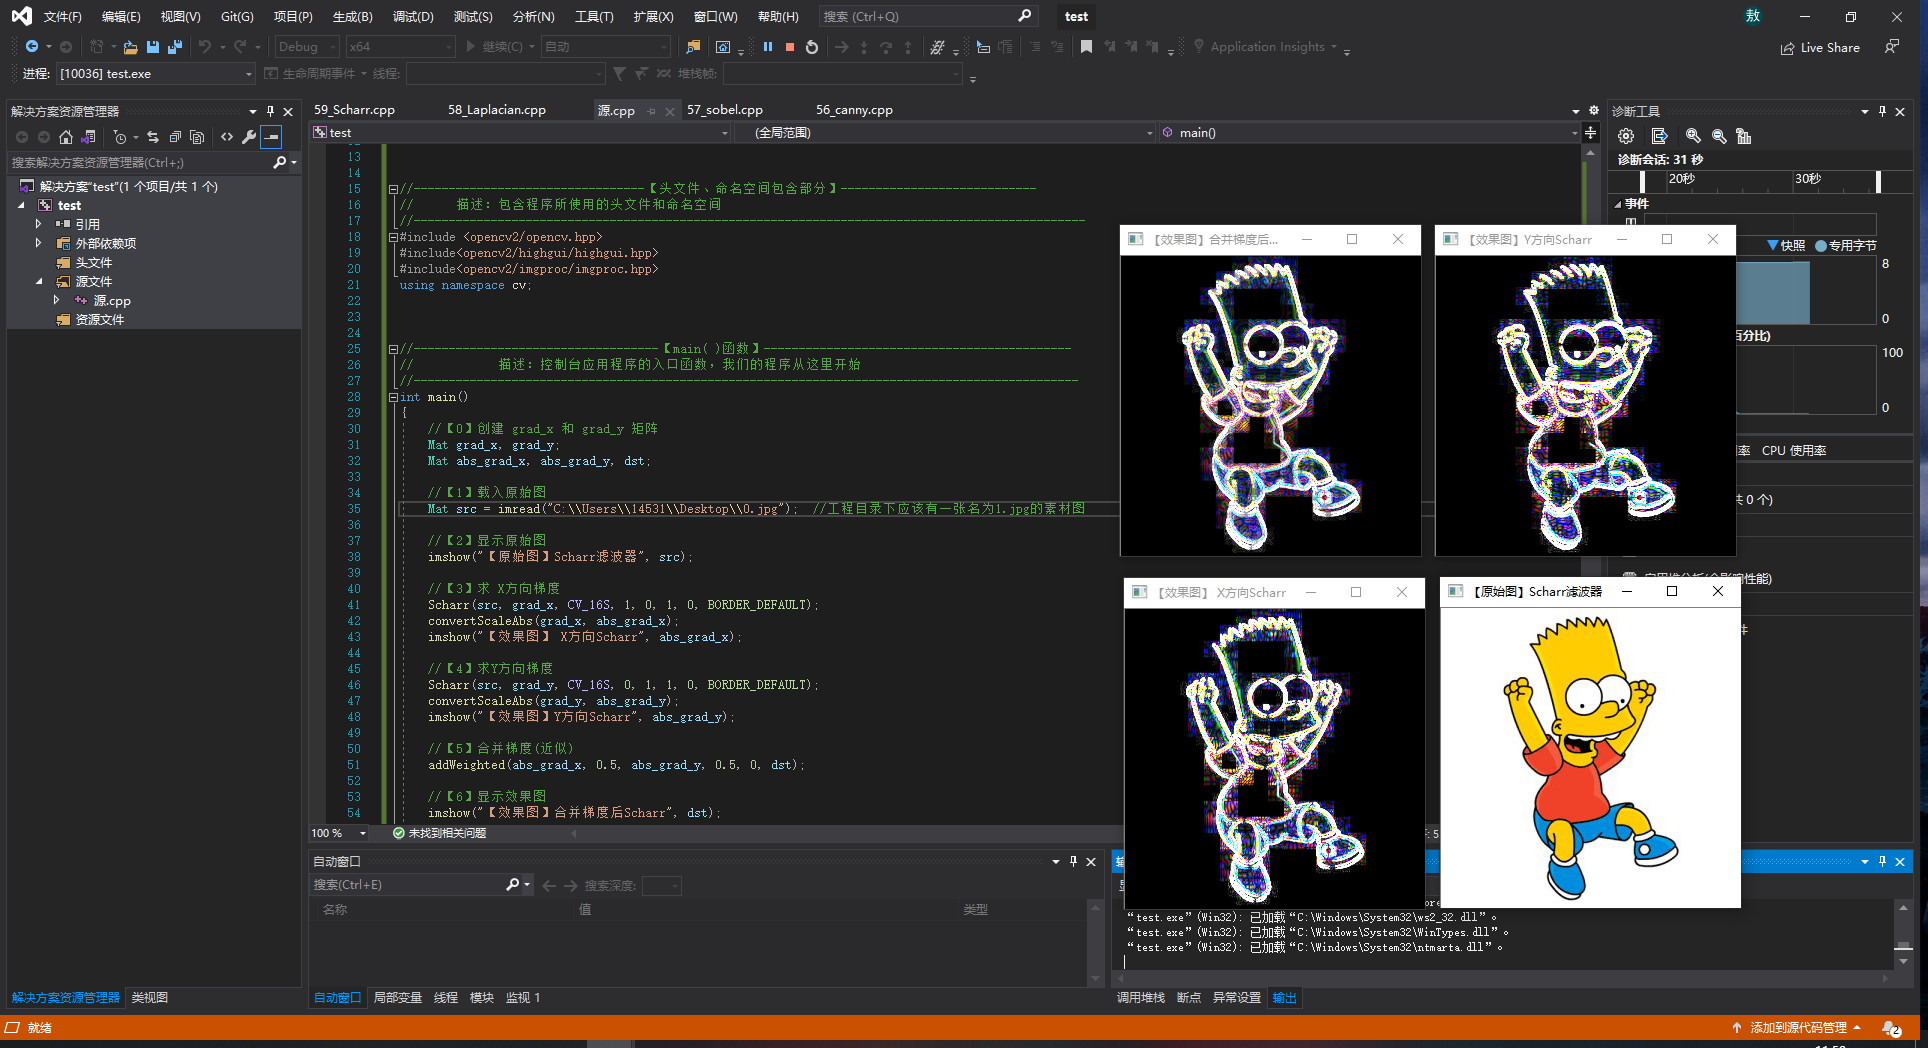 文件(F) 编辑(E) 视图(V) Git(G) 项目(P) 生成(B) 调试(D) 测试(S) 分析(N) 工具(T) 扩展(X) 窗口(W) 帮助(H) 搜索 (Ctrl+Q) test 敖
Debug x64 继续(C) 自动 Application Insights Live Share
进程: [10036] test.exe 生命周期事件 线程: 堆栈帧:
解决方案资源管理器
搜索解决方案资源管理器(Ctrl+;)
解决方案"test"(1 个项目/共 1 个)
test
引用
外部依赖项
头文件
源文件
源.cpp
资源文件
解决方案资源管理器 类视图
59_Scharr.cpp 58_Laplacian.cpp 源.cpp 57_sobel.cpp 56_canny.cpp
test (全局范围) main()
13
14
15 //---------------------------------【头文件、命名空间包含部分】----------------------------
16 // 描述：包含程序所使用的头文件和命名空间
17 //------------------------------------------------------------------------------------------------
18 #include <opencv2/opencv.hpp>
19 #include<opencv2/highgui/highgui.hpp>
20 #include<opencv2/imgproc/imgproc.hpp>
21 using namespace cv;
22
23
24
25 //-----------------------------------【main( )函数】--------------------------------------------
26 // 描述：控制台应用程序的入口函数，我们的程序从这里开始
27 //-----------------------------------------------------------------------------------------------
28 int main()
29 {
30 //【0】创建 grad_x 和 grad_y 矩阵
31 Mat grad_x, grad_y;
32 Mat abs_grad_x, abs_grad_y, dst;
33
34 //【1】载入原始图
35 Mat src = imread("C:\\Users\\14531\\Desktop\\0.jpg"); //工程目录下应该有一张名为1.jpg的素材图
36
37 //【2】显示原始图
38 imshow("【原始图】Scharr滤波器", src);
39
40 //【3】求 X方向梯度
41 Scharr(src, grad_x, CV_16S, 1, 0, 1, 0, BORDER_DEFAULT);
42 convertScaleAbs(grad_x, abs_grad_x);
43 imshow("【效果图】 X方向Scharr", abs_grad_x);
44
45 //【4】求Y方向梯度
46 Scharr(src, grad_y, CV_16S, 0, 1, 1, 0, BORDER_DEFAULT);
47 convertScaleAbs(grad_y, abs_grad_y);
48 imshow("【效果图】Y方向Scharr", abs_grad_y);
49
50 //【5】合并梯度(近似)
51 addWeighted(abs_grad_x, 0.5, abs_grad_y, 0.5, 0, dst);
52
53 //【6】显示效果图
54 imshow("【效果图】合并梯度后Scharr", dst);
100 % 未找到相关问题
自动窗口
搜索(Ctrl+E) 搜索深度:
名称 值 类型
自动窗口 局部变量 线程 模块 监视 1
【效果图】合并梯度后...
【效果图】Y方向Scharr
【效果图】 X方向Scharr
【原始图】Scharr滤波器
诊断工具
诊断会话: 31 秒
20秒 30秒
事件
快照 专用字节
8
0
百分比)
100
0
CPU 使用率
共 0 个)
"test.exe"(Win32): 已加载"C:\Windows\System32\ws2_32.dll"。
"test.exe"(Win32): 已加载"C:\Windows\System32\WinTypes.dll"。
"test.exe"(Win32): 已加载"C:\Windows\System32\ntmarta.dll"。
调用堆栈 断点 异常设置 输出
就绪 添加到源代码管理 2